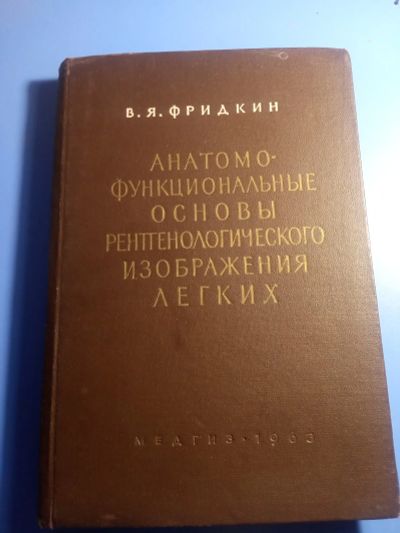 В. Я. ФРИДКИН
АНАТОМО-
ФУНКЦИОНАЛЬНЫЕ
ОСНОВЫ
РЕНТГЕНОЛОГИЧЕСКОГО
ИЗОБРАЖЕНИЯ
ЛЕГКИХ
МЕДГИЗ · 1963